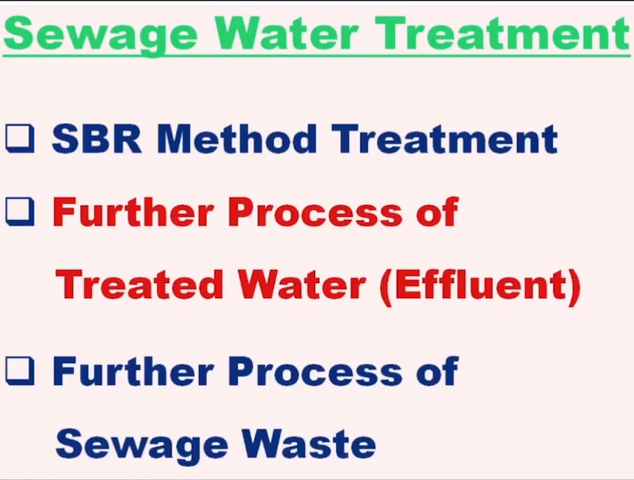 Sewage Water Treatment
❑ SBR Method Treatment
❑ Further Process of
Treated Water (Effluent)
❑ Further Process of
Sewage Waste